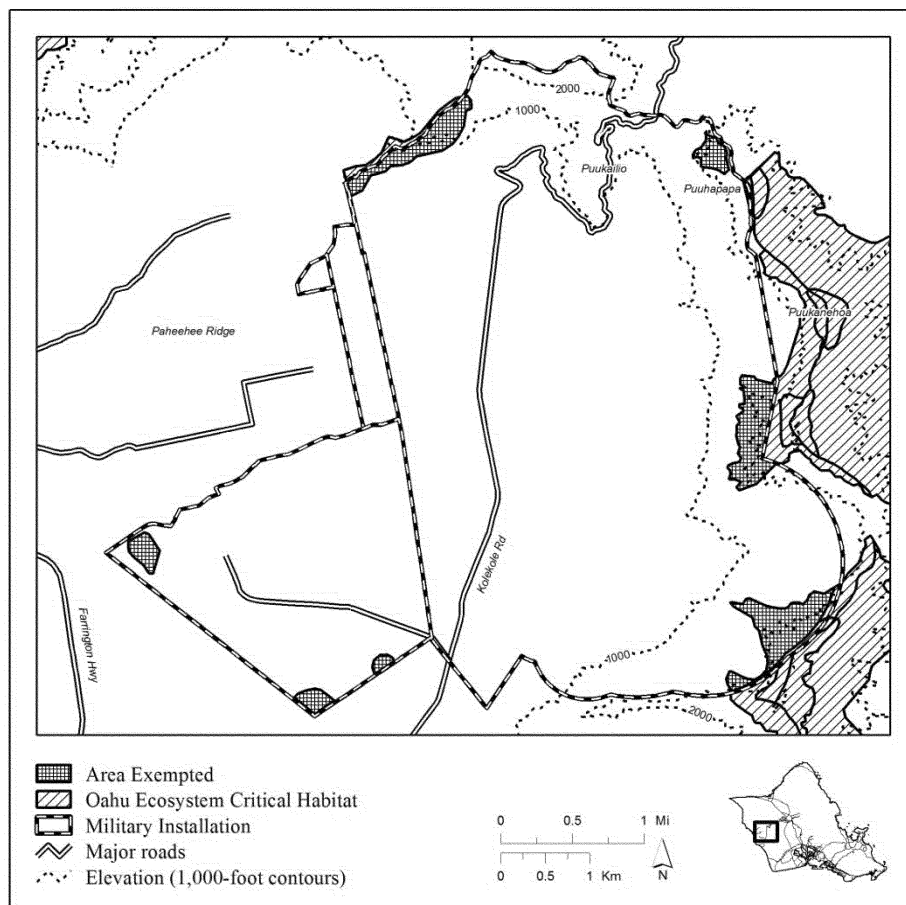 2000
1000
Puukailio
Puuhapapa
Puukanehoa
Paheehee Ridge
Kolekole Rd
Farrington Hwy
1000
2000
Area Exempted
Oahu Ecosystem Critical Habitat
Military Installation
Major roads
Elevation (1,000-foot contours)
0 0.5 1 Mi
0 0.5 1 Km
N